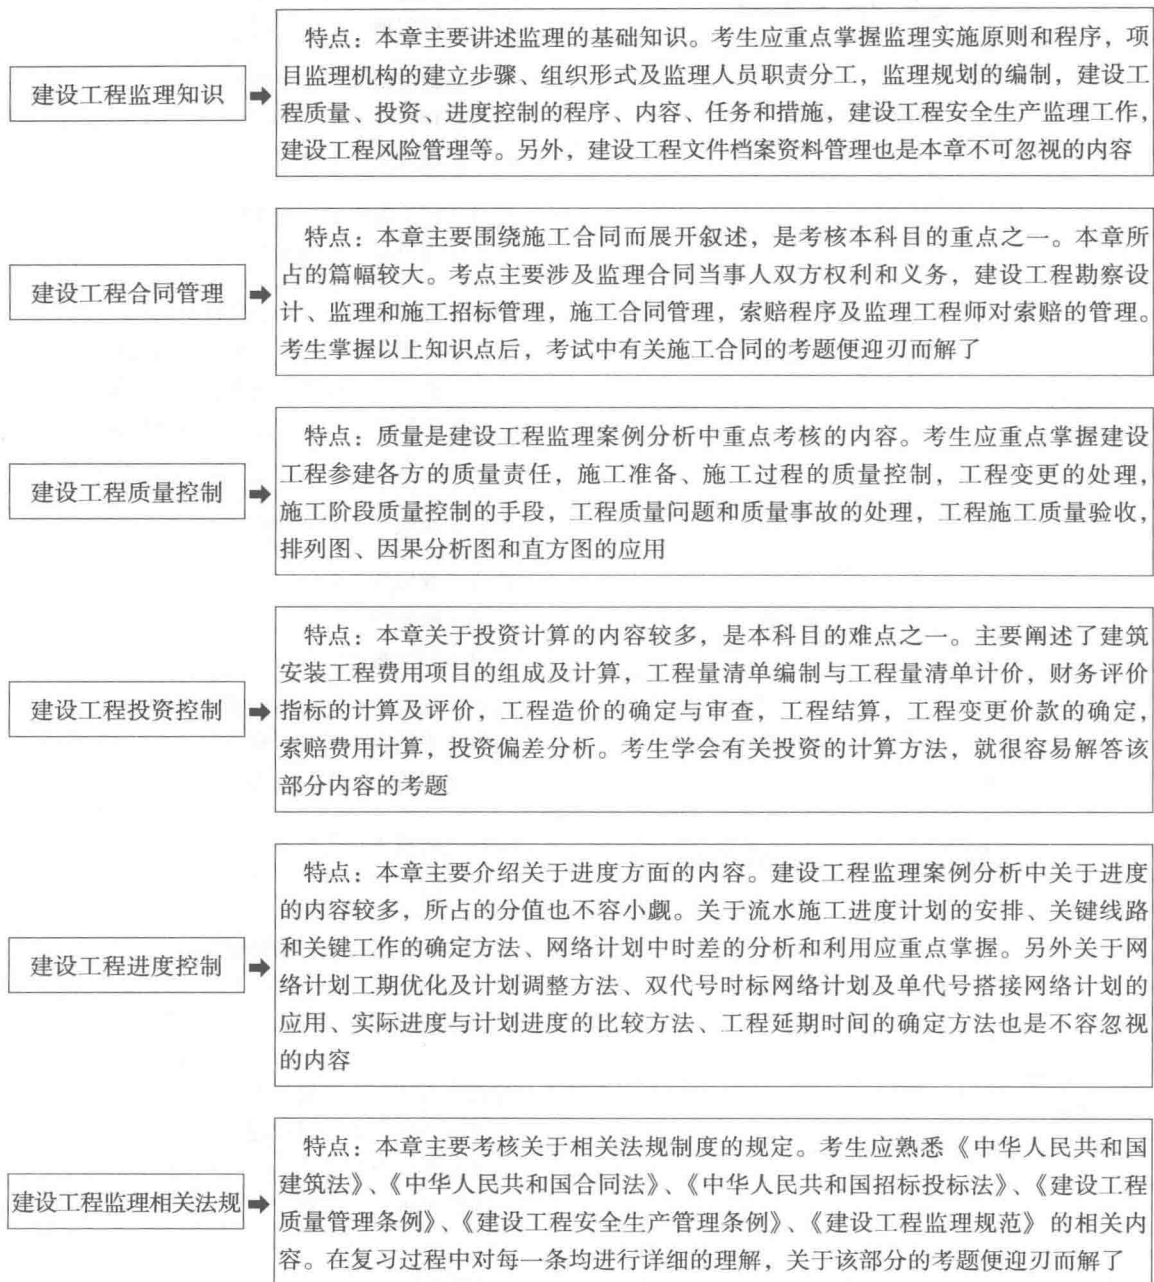 建设工程监理知识
特点：本章主要讲述监理的基础知识。考生应重点掌握监理实施原则和程序，项
目监理机构的建立步骤、组织形式及监理人员职责分工，监理规划的编制，建设工
程质量、投资、进度控制的程序、内容、任务和措施，建设工程安全生产监理工作，
建设工程风险管理等。另外，建设工程文件档案资料管理也是本章不可忽视的内容
建设工程合同管理
特点：本章主要围绕施工合同而展开叙述，是考核本科目的重点之一。本章所
占的篇幅较大。考点主要涉及监理合同当事人双方权利和义务，建设工程勘察设
计、监理和施工招标管理，施工合同管理，索赔程序及监理工程师对索赔的管理。
考生掌握以上知识点后，考试中有关施工合同的考题便迎刃而解了
建设工程质量控制
特点：质量是建设工程监理案例分析中重点考核的内容。考生应重点掌握建设
工程参建各方的质量责任，施工准备、施工过程的质量控制，工程变更的处理，
施工阶段质量控制的手段，工程质量问题和质量事故的处理，工程施工质量验收，
排列图、因果分析图和直方图的应用
建设工程投资控制
特点：本章关于投资计算的内容较多，是本科目的难点之一。主要阐述了建筑
安装工程费用项目的组成及计算，工程量清单编制与工程量清单计价，财务评价
指标的计算及评价，工程造价的确定与审查，工程结算，工程变更价款的确定，
索赔费用计算，投资偏差分析。考生学会有关投资的计算方法，就很容易解答该
部分内容的考题
建设工程进度控制
特点：本章主要介绍关于进度方面的内容。建设工程监理案例分析中关于进度
的内容较多，所占的分值也不容小觑。关于流水施工进度计划的安排、关键线路
和关键工作的确定方法、网络计划中时差的分析和利用应重点掌握。另外关于网
络计划工期优化及计划调整方法、双代号时标网络计划及单代号搭接网络计划的
应用、实际进度与计划进度的比较方法、工程延期时间的确定方法也是不容忽视
的内容
建设工程监理相关法规
特点：本章主要考核关于相关法规制度的规定。考生应熟悉《中华人民共和国
建筑法》、《中华人民共和国合同法》、《中华人民共和国招标投标法》、《建设工程
质量管理条例》、《建设工程安全生产管理条例》、《建设工程监理规范》的相关内
容。在复习过程中对每一条均进行详细的理解，关于该部分的考题便迎刃而解了